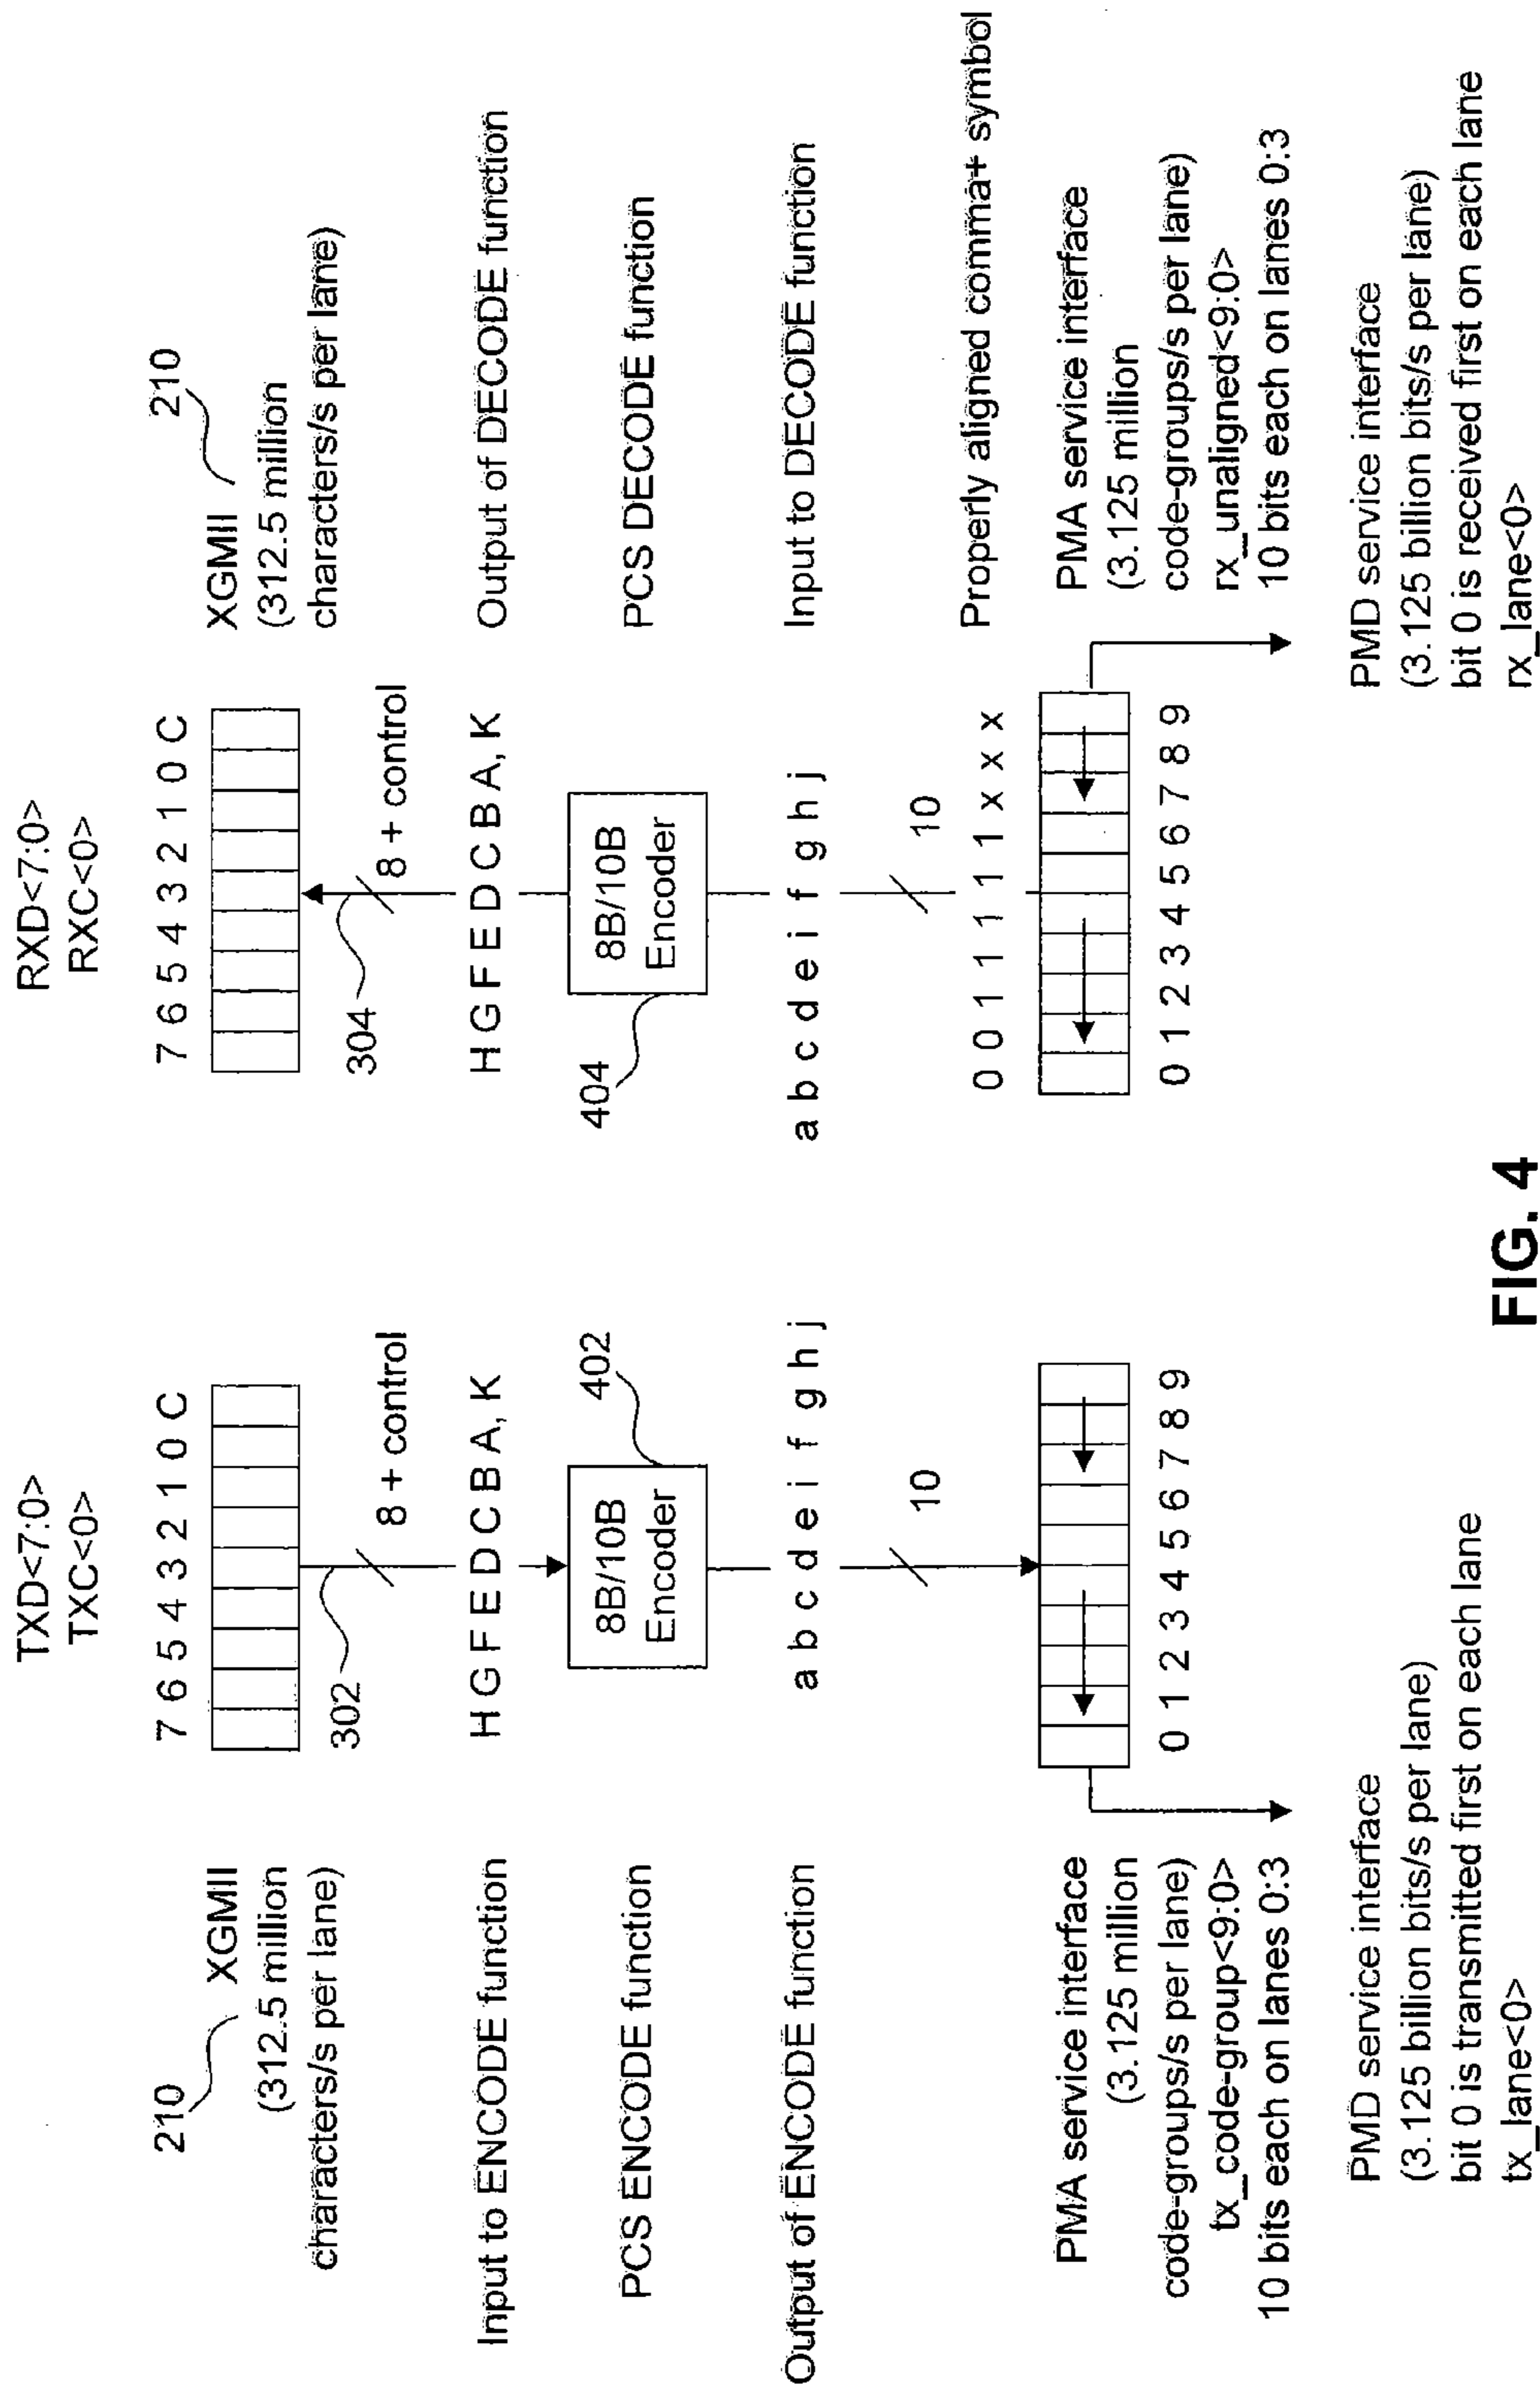 TXD<7:0>
TXC<0>
210
XGMII
(312.5 million
characters/s per lane)
7 6 5 4 3 2 1 0 C
302
8 + control
Input to ENCODE function
H G F E D C B A, K
PCS ENCODE function
8B/10B
Encoder
402
Output of ENCODE function
a b c d e i f g h j
10
PMA service interface
(3.125 million
code-groups/s per lane)
tx_code-group<9:0>
10 bits each on lanes 0:3
0 1 2 3 4 5 6 7 8 9
PMD service interface
(3.125 billion bits/s per lane)
bit 0 is transmitted first on each lane
tx_lane<0>
RXD<7:0>
RXC<0>
7 6 5 4 3 2 1 0 C
210
XGMII
(312.5 million
characters/s per lane)
304
8 + control
H G F E D C B A, K
Output of DECODE function
404
8B/10B
Encoder
PCS DECODE function
a b c d e i f g h j
Input to DECODE function
10
0 0 1 1 1 1 1 x x x
Properly aligned comma+ symbol
0 1 2 3 4 5 6 7 8 9
PMA service interface
(3.125 million
code-groups/s per lane)
rx_unaligned<9:0>
10 bits each on lanes 0:3
PMD service interface
(3.125 billion bits/s per lane)
bit 0 is received first on each lane
rx_lane<0>
FIG. 4